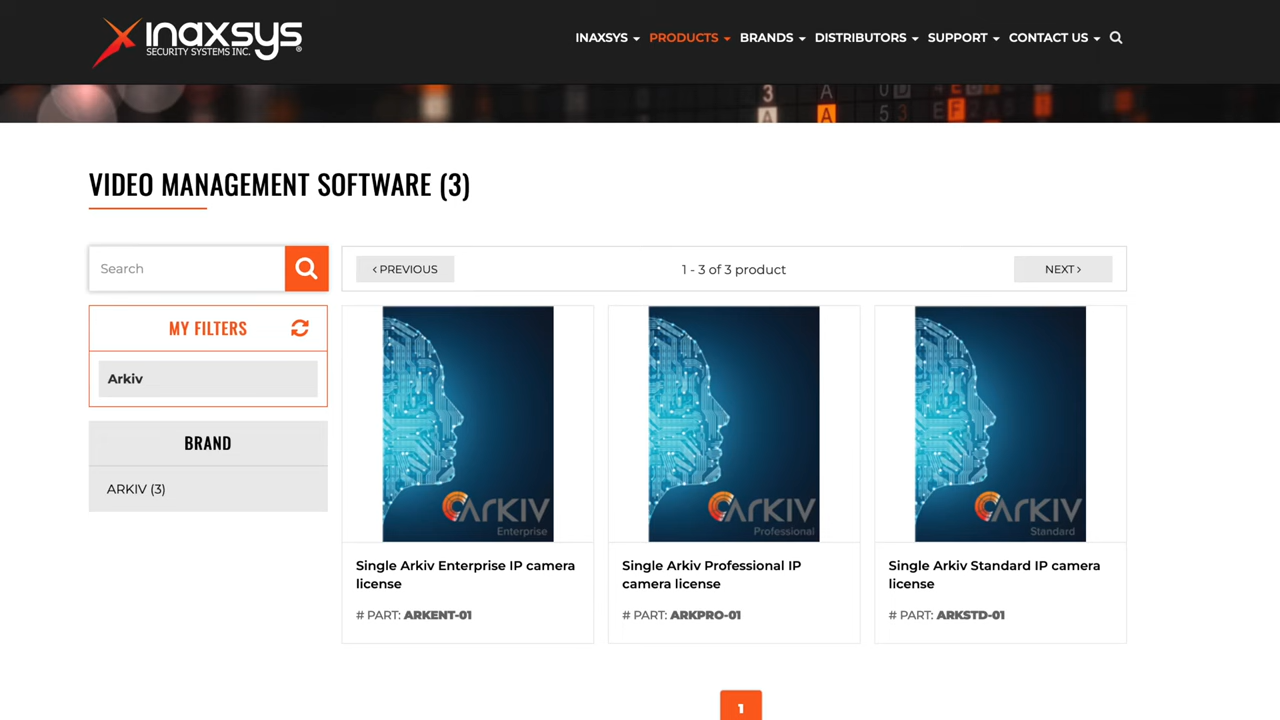 inaxsys
SECURITY SYSTEMS INC.
®
INAXSYS
PRODUCTS
BRANDS
DISTRIBUTORS
SUPPORT
CONTACT US
VIDEO MANAGEMENT SOFTWARE (3)
Search
‹ PREVIOUS
1 - 3 of 3 product
NEXT ›
MY FILTERS
Arkiv
BRAND
ARKIV (3)
ARKIV
Enterprise
Single Arkiv Enterprise IP camera
license
# PART: ARKENT-01
ARKIV
Professional
Single Arkiv Professional IP
camera license
# PART: ARKPRO-01
ARKIV
Standard
Single Arkiv Standard IP camera
license
# PART: ARKSTD-01
1